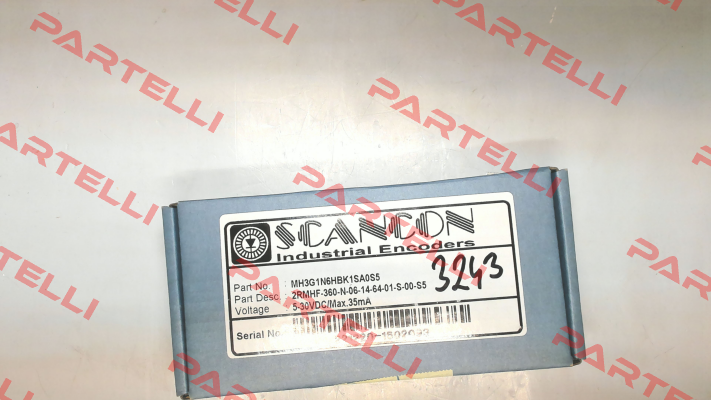 SCANCON
Industrial Encoders
Part No. : MH3G1N6HBK1SA0S5
Part Desc. : 2RMHF-360-N-06-14-64-01-S-00-S5
Voltage : 5-30VDC/Max.35mA
3243
Serial No.
PARTELLI
PARTELLI
PARTELLI
PARTELLI
PARTELLI
PARTELLI
PARTELLI
PARTELLI